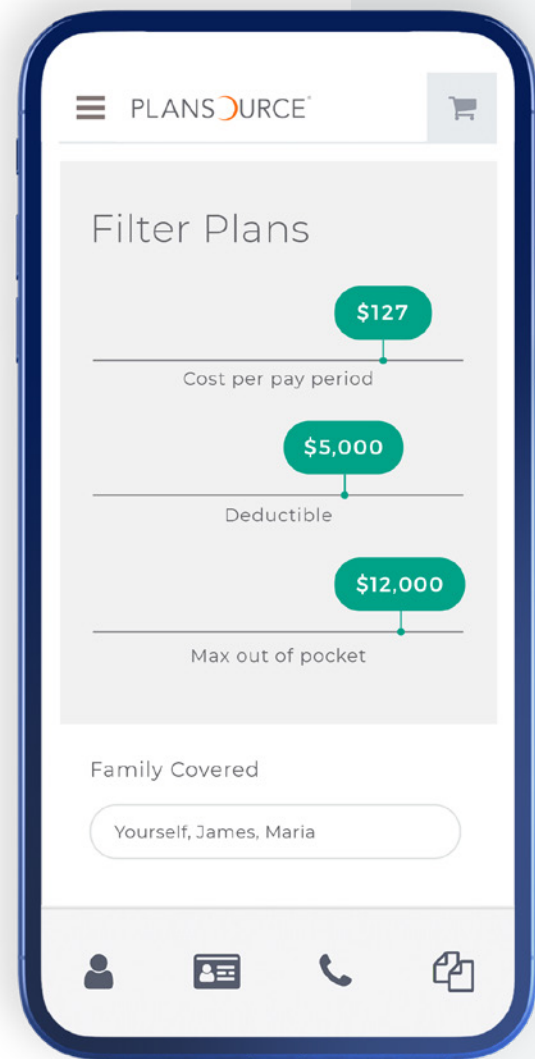 PLANSOURCE
Filter Plans
$127
Cost per pay period
$5,000
Deductible
$12,000
Max out of pocket
Family Covered
Yourself, James, Maria